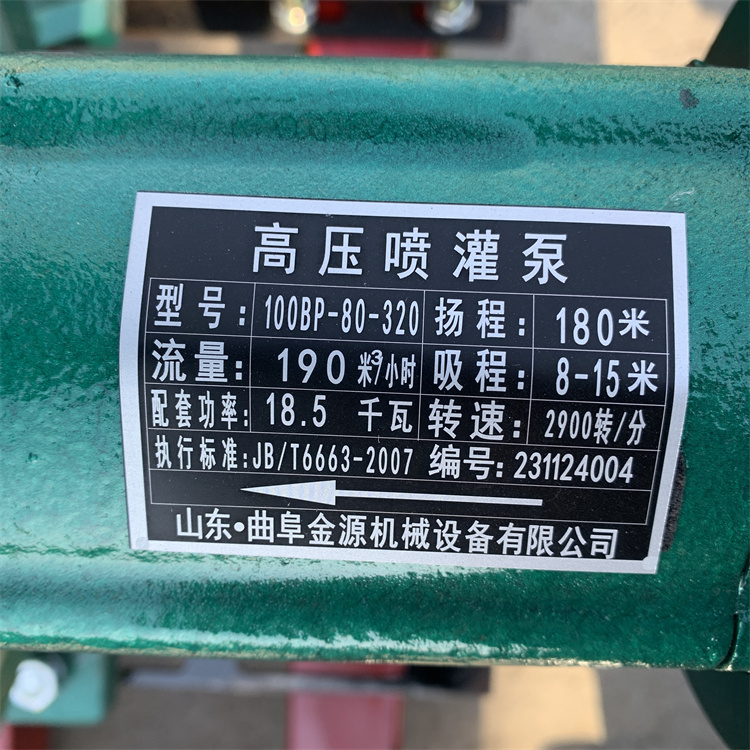 高压喷灌泵
型号: 100BP-80-320 扬程: 180米
流量: 190 米³/小时 吸程: 8-15米
配套功率: 18.5 千瓦 转速: 2900转/分
执行标准:JB/T6663-2007 编号:231124004
山东·曲阜金源机械设备有限公司